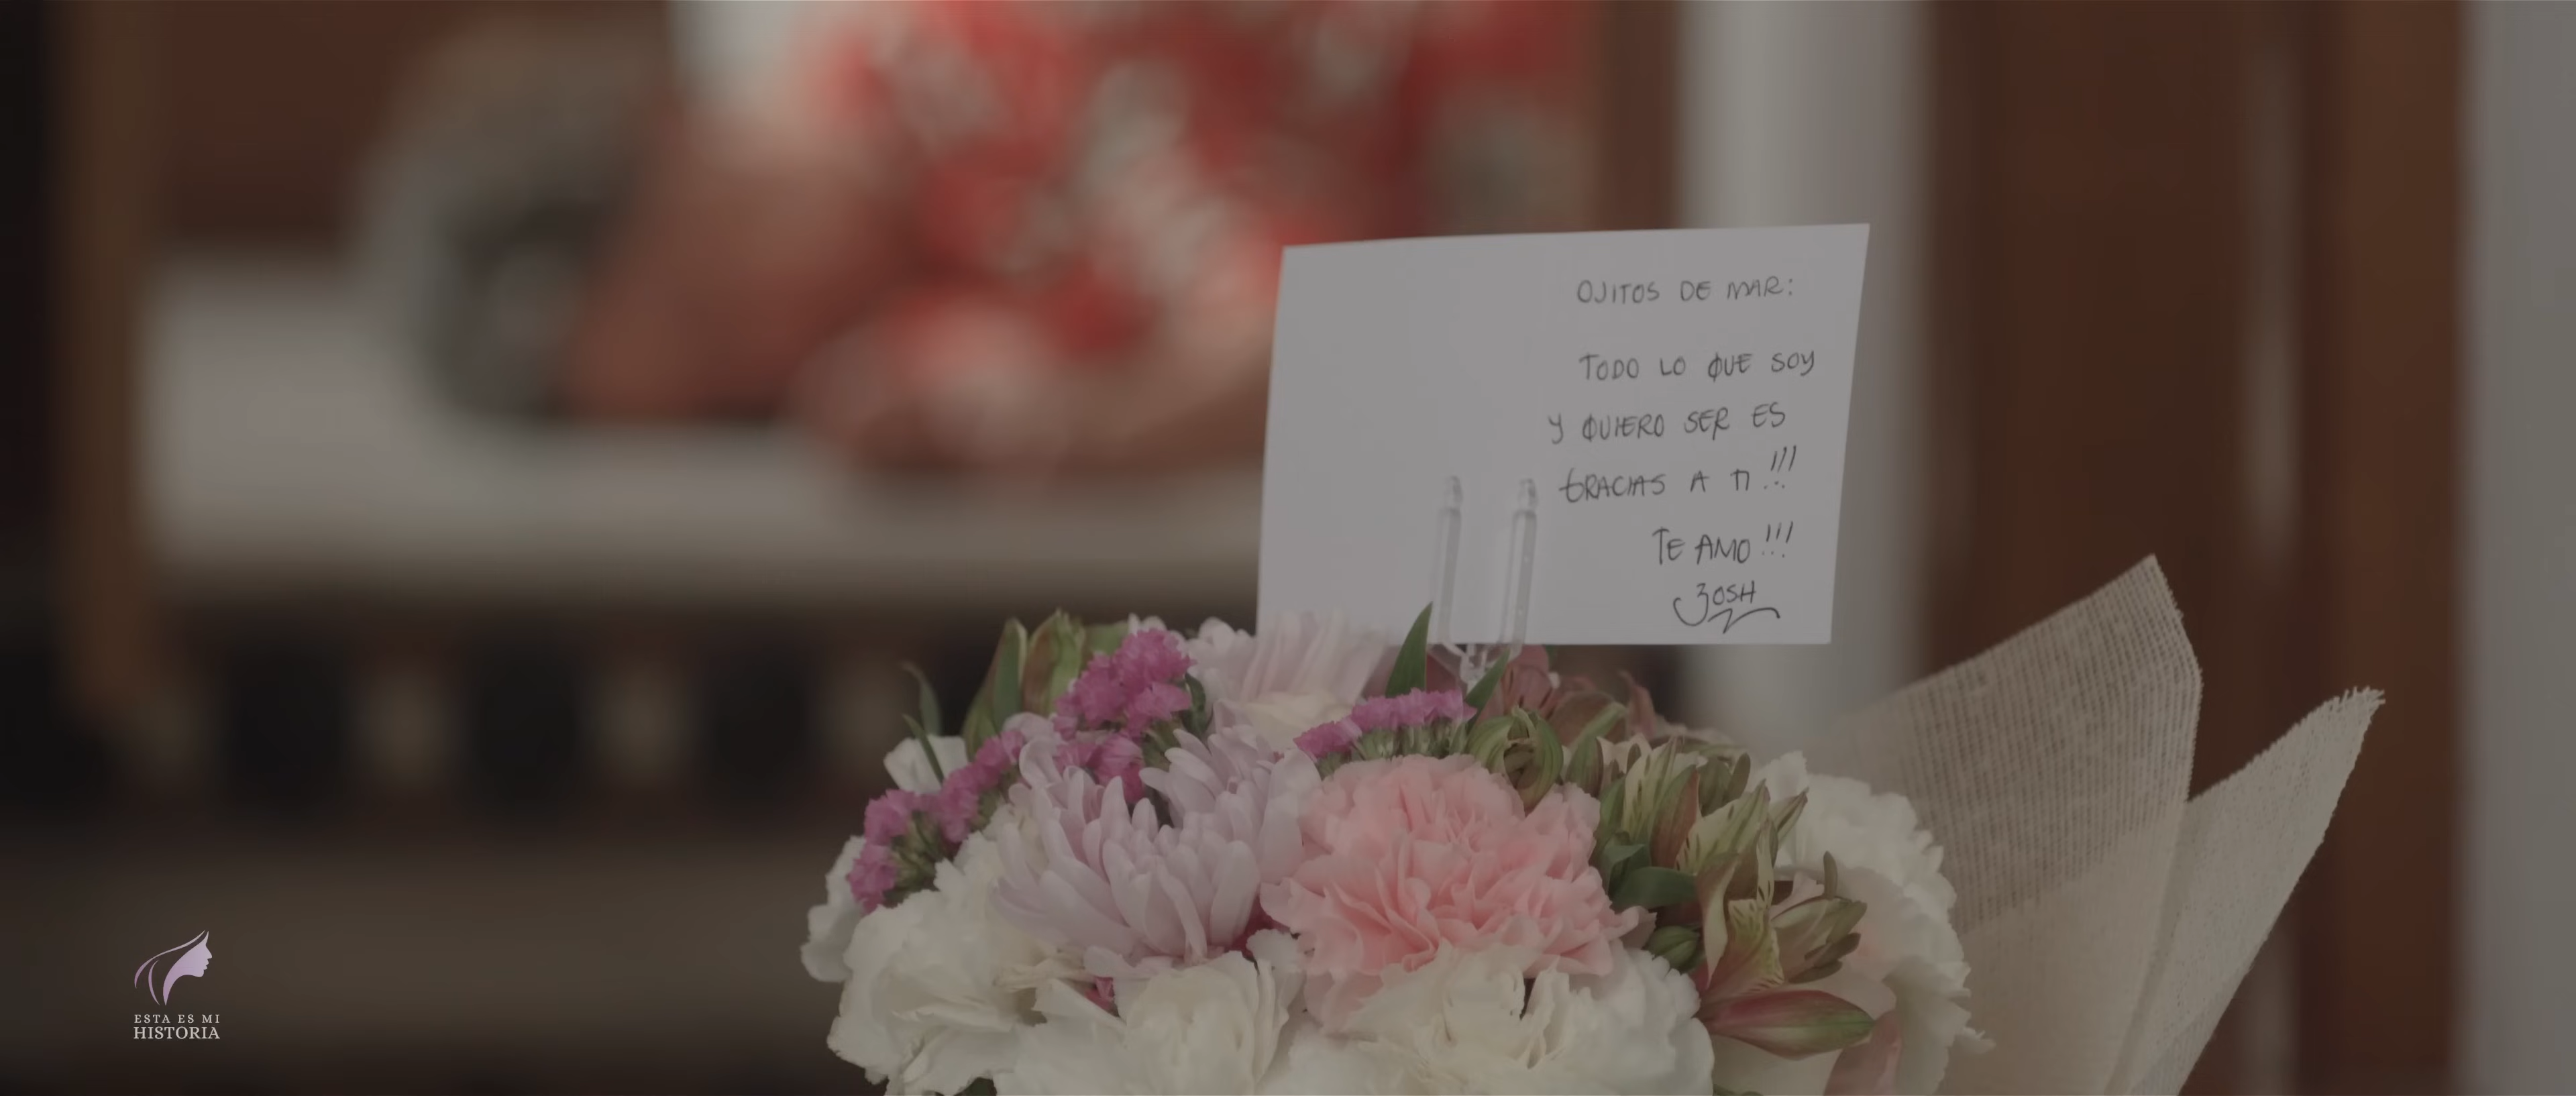 OJITOS DE MAR:
TODO LO QUE SOY
Y QUIERO SER ES
GRACIAS A TI!!!
TE AMO!!!
JOSH
ESTA ES MI
HISTORIA